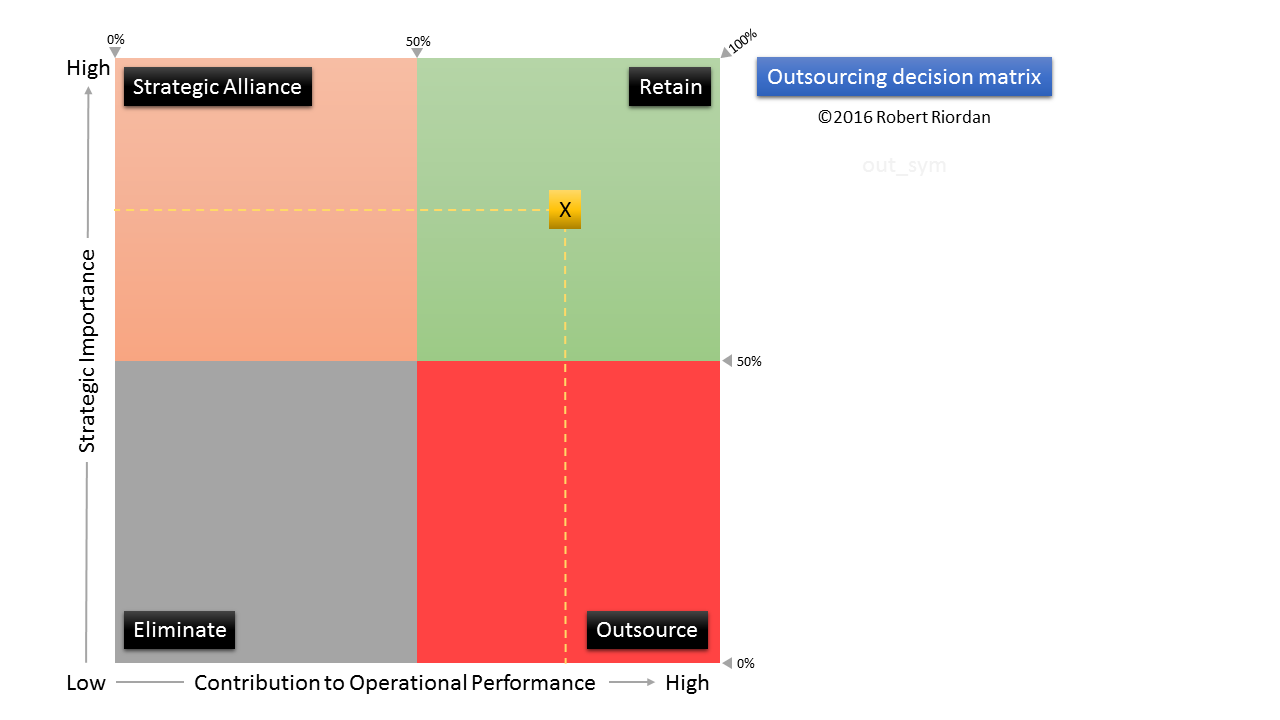 0%
50%
100%
High
Strategic Alliance
Retain
Outsourcing decision matrix
©2016 Robert Riordan
out_sym
X
Strategic Importance
50%
Eliminate
Outsource
0%
Low
Contribution to Operational Performance
High